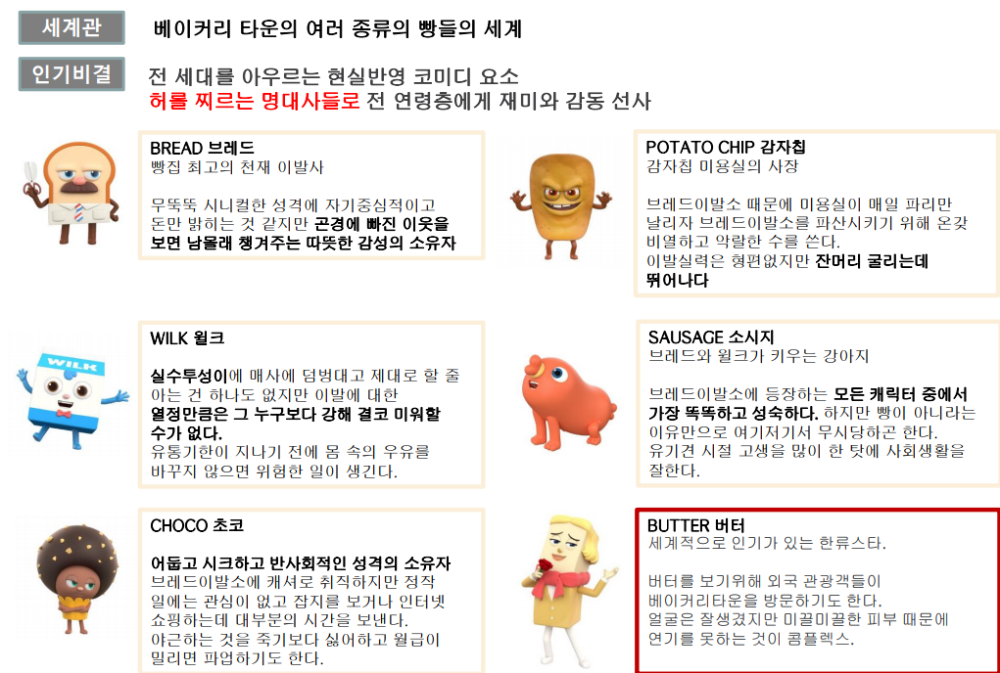 세계관
베이커리 타운의 여러 종류의 빵들의 세계
인기비결
전 세대를 아우르는 현실반영 코미디 요소
허를 찌르는 명대사들로 전 연령층에게 재미와 감동 선사
BREAD 브레드
빵집 최고의 천재 이발사
무뚝뚝 시니컬한 성격에 자기중심적이고
돈만 밝히는 것 같지만 곤경에 빠진 이웃을
보면 남몰래 챙겨주는 따뜻한 감성의 소유자
POTATO CHIP 감자칩
감자칩 미용실의 사장
브레드이발소 때문에 미용실이 매일 파리만
날리자 브레드이발소를 파산시키기 위해 온갖
비열하고 악랄한 수를 쓴다.
이발실력은 형편없지만 잔머리 굴리는데
뛰어나다
WILK
WILK 윌크
실수투성이에 매사에 덤벙대고 제대로 할 줄
아는 건 하나도 없지만 이발에 대한
열정만큼은 그 누구보다 강해 결코 미워할
수가 없다.
유통기한이 지나기 전에 몸 속의 우유를
바꾸지 않으면 위험한 일이 생긴다.
SAUSAGE 소시지
브레드와 윌크가 키우는 강아지
브레드이발소에 등장하는 모든 캐릭터 중에서
가장 똑똑하고 성숙하다. 하지만 빵이 아니라는
이유만으로 여기저기서 무시당하곤 한다.
유기견 시절 고생을 많이 한 탓에 사회생활을
잘한다.
CHOCO 초코
어둡고 시크하고 반사회적인 성격의 소유자
브레드이발소에 캐셔로 취직하지만 정작
일에는 관심이 없고 잡지를 보거나 인터넷
쇼핑하는데 대부분의 시간을 보낸다.
야근하는 것을 죽기보다 싫어하고 월급이
밀리면 파업하기도 한다.
BUTTER 버터
세계적으로 인기가 있는 한류스타.
버터를 보기위해 외국 관광객들이
베이커리타운을 방문하기도 한다.
얼굴은 잘생겼지만 미끌미끌한 피부 때문에
연기를 못하는 것이 콤플렉스.